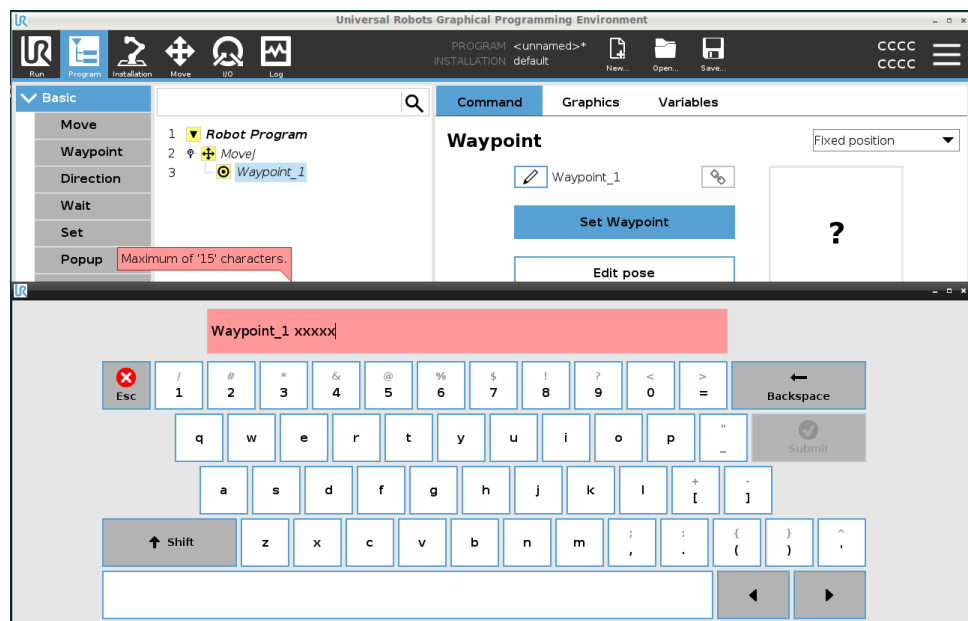 UR Universal Robots Graphical Programming Environment
PROGRAM <unnamed>*
INSTALLATION default
CCCC
CCCC
UR
Run Program Installation Move I/O Log New... Open... Save...
Basic
Move
Waypoint
Direction
Wait
Set
Popup
1 Robot Program
2 MoveJ
3 Waypoint_1
Maximum of '15' characters.
Command Graphics Variables
Waypoint
Fixed position
Waypoint_1
Set Waypoint
?
Edit pose
UR
Waypoint_1 xxxxx
Esc
/ # * & @ % $ ! ? < >
1 2 3 4 5 6 7 8 9 0 =
Backspace
q w e r t y u i o p " _
Submit
a s d f g h j k l + [ - ]
Shift z x c v b n m ; , : . { ( } ) ^ '